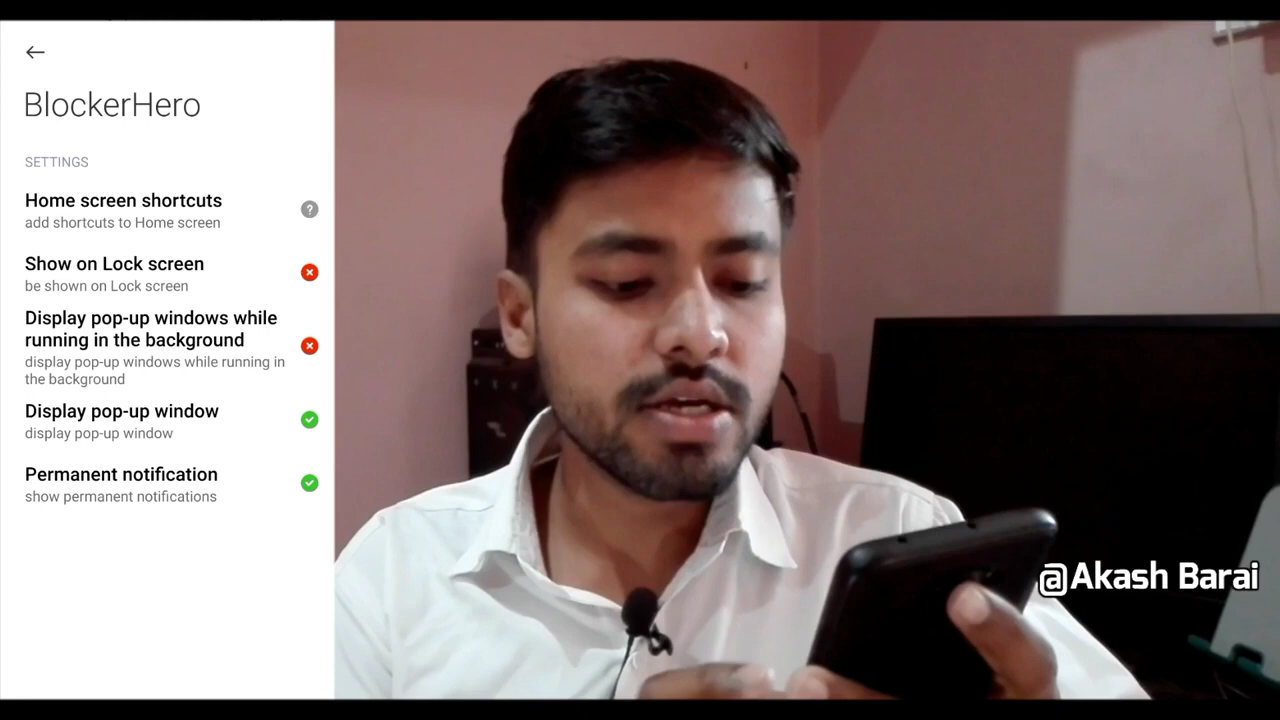 BlockerHero
SETTINGS
Home screen shortcuts
add shortcuts to Home screen
Show on Lock screen
be shown on Lock screen
Display pop-up windows while
running in the background
display pop-up windows while running in
the background
Display pop-up window
display pop-up window
Permanent notification
show permanent notifications
@Akash Barai